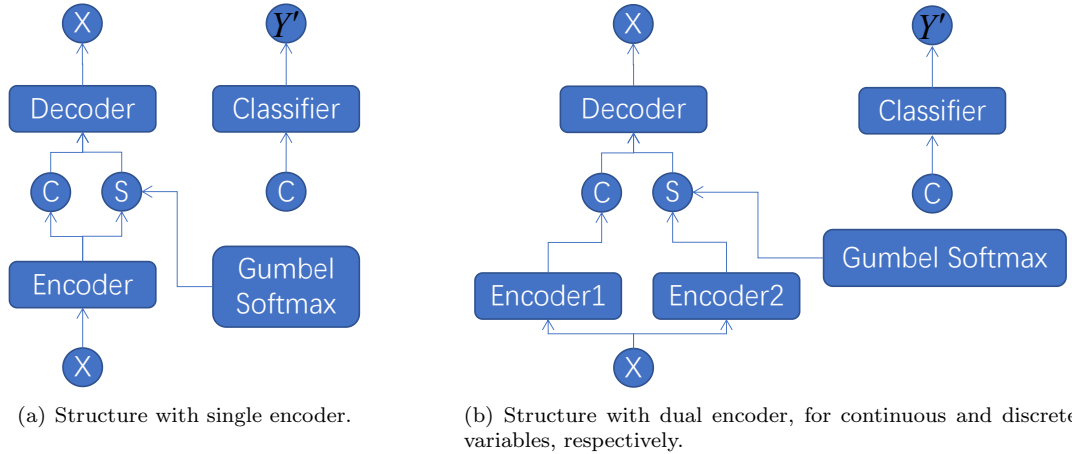 X
Y'
Decoder
Classifier
C
S
C
Encoder
Gumbel
Softmax
X
(a) Structure with single encoder.
X
Y'
Decoder
Classifier
C
S
C
Gumbel Softmax
Encoder1
Encoder2
X
(b) Structure with dual encoder, for continuous and discrete
variables, respectively.